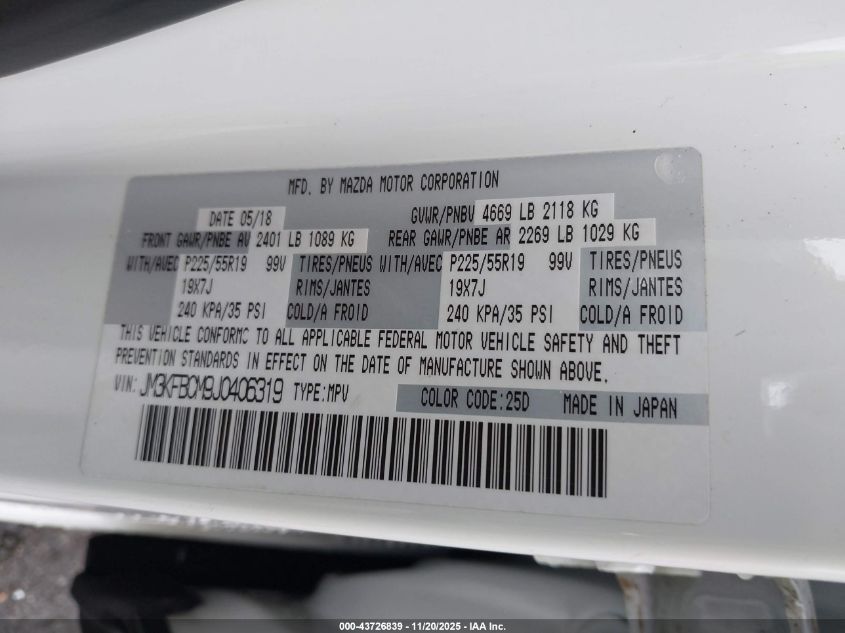 MFD. BY MAZDA MOTOR CORPORATION
DATE 05/18 GVWR/PNBV 4669 LB 2118 KG
FRONT GAWR/PNBE AV 2401 LB 1089 KG REAR GAWR/PNBE AR 2269 LB 1029 KG
WITH/AVEC P225/55R19 99V TIRES/PNEUS WITH/AVEC P225/55R19 99V TIRES/PNEUS
19X7J RIMS/JANTES 19X7J RIMS/JANTES
240 KPA/35 PSI COLD/A FROID 240 KPA/35 PSI COLD/A FROID
THIS VEHICLE CONFORMC TO ALL APPLICABLE FEDERAL MOTOR VEHICLE SAFETY AND THEFT
PREVENTION STANDARDS IN EFFECT ON THE DATE OF MANUFACTURE SHOWN ABOVE.
VIN: JM3KFBCM9J0406319 TYPE:MPV COLOR CODE:25D MADE IN JAPAN
000-43726839 - 11/20/2025 - IAA Inc.